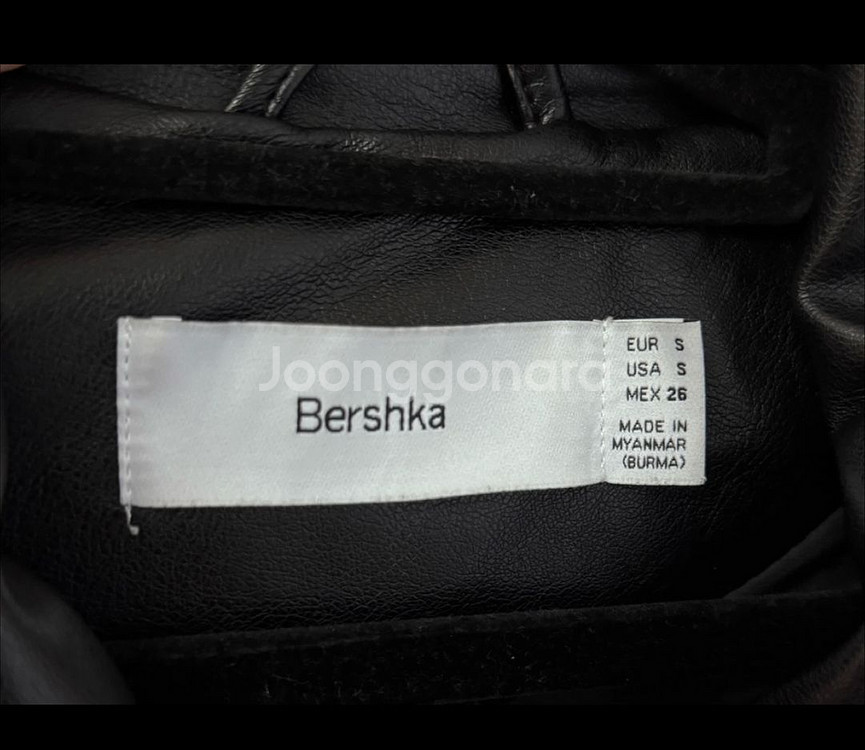 Joonggonara
Bershka
EUR S
USA S
MEX 26
MADE IN
MYANMAR
(BURMA)